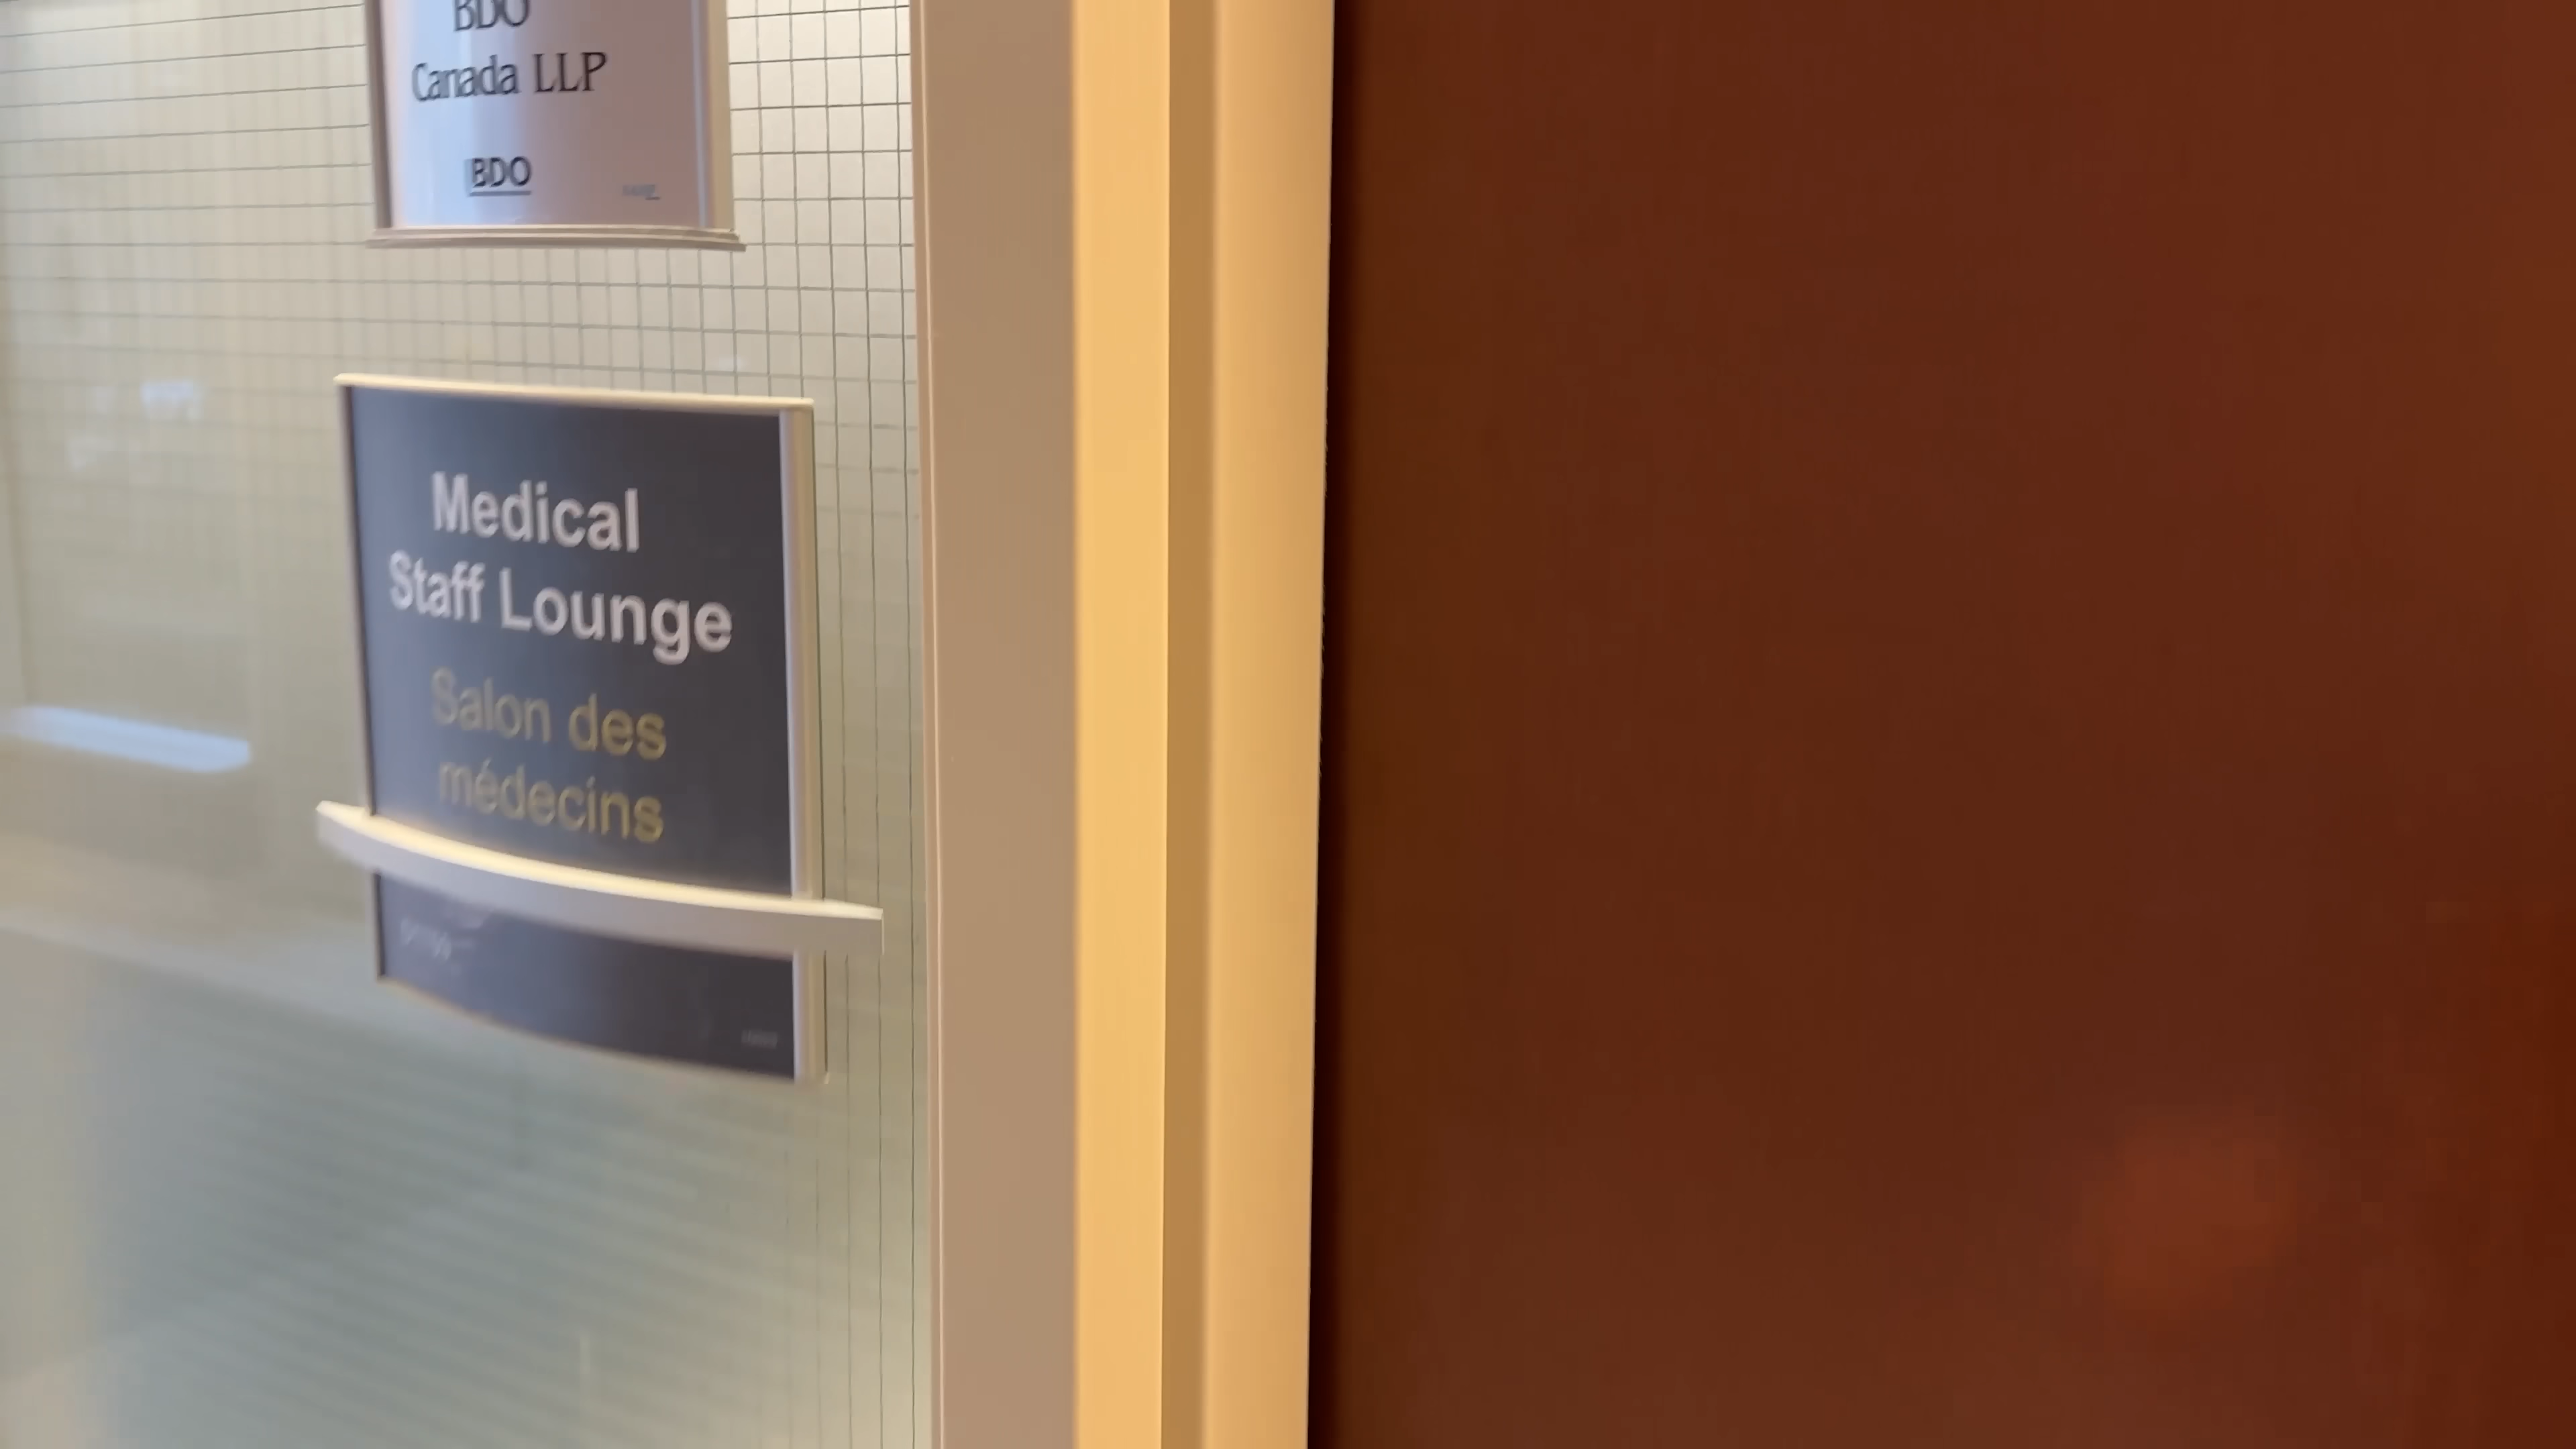 BDO
Canada LLP
BDO
Medical
Staff Lounge
Salon des
médecins